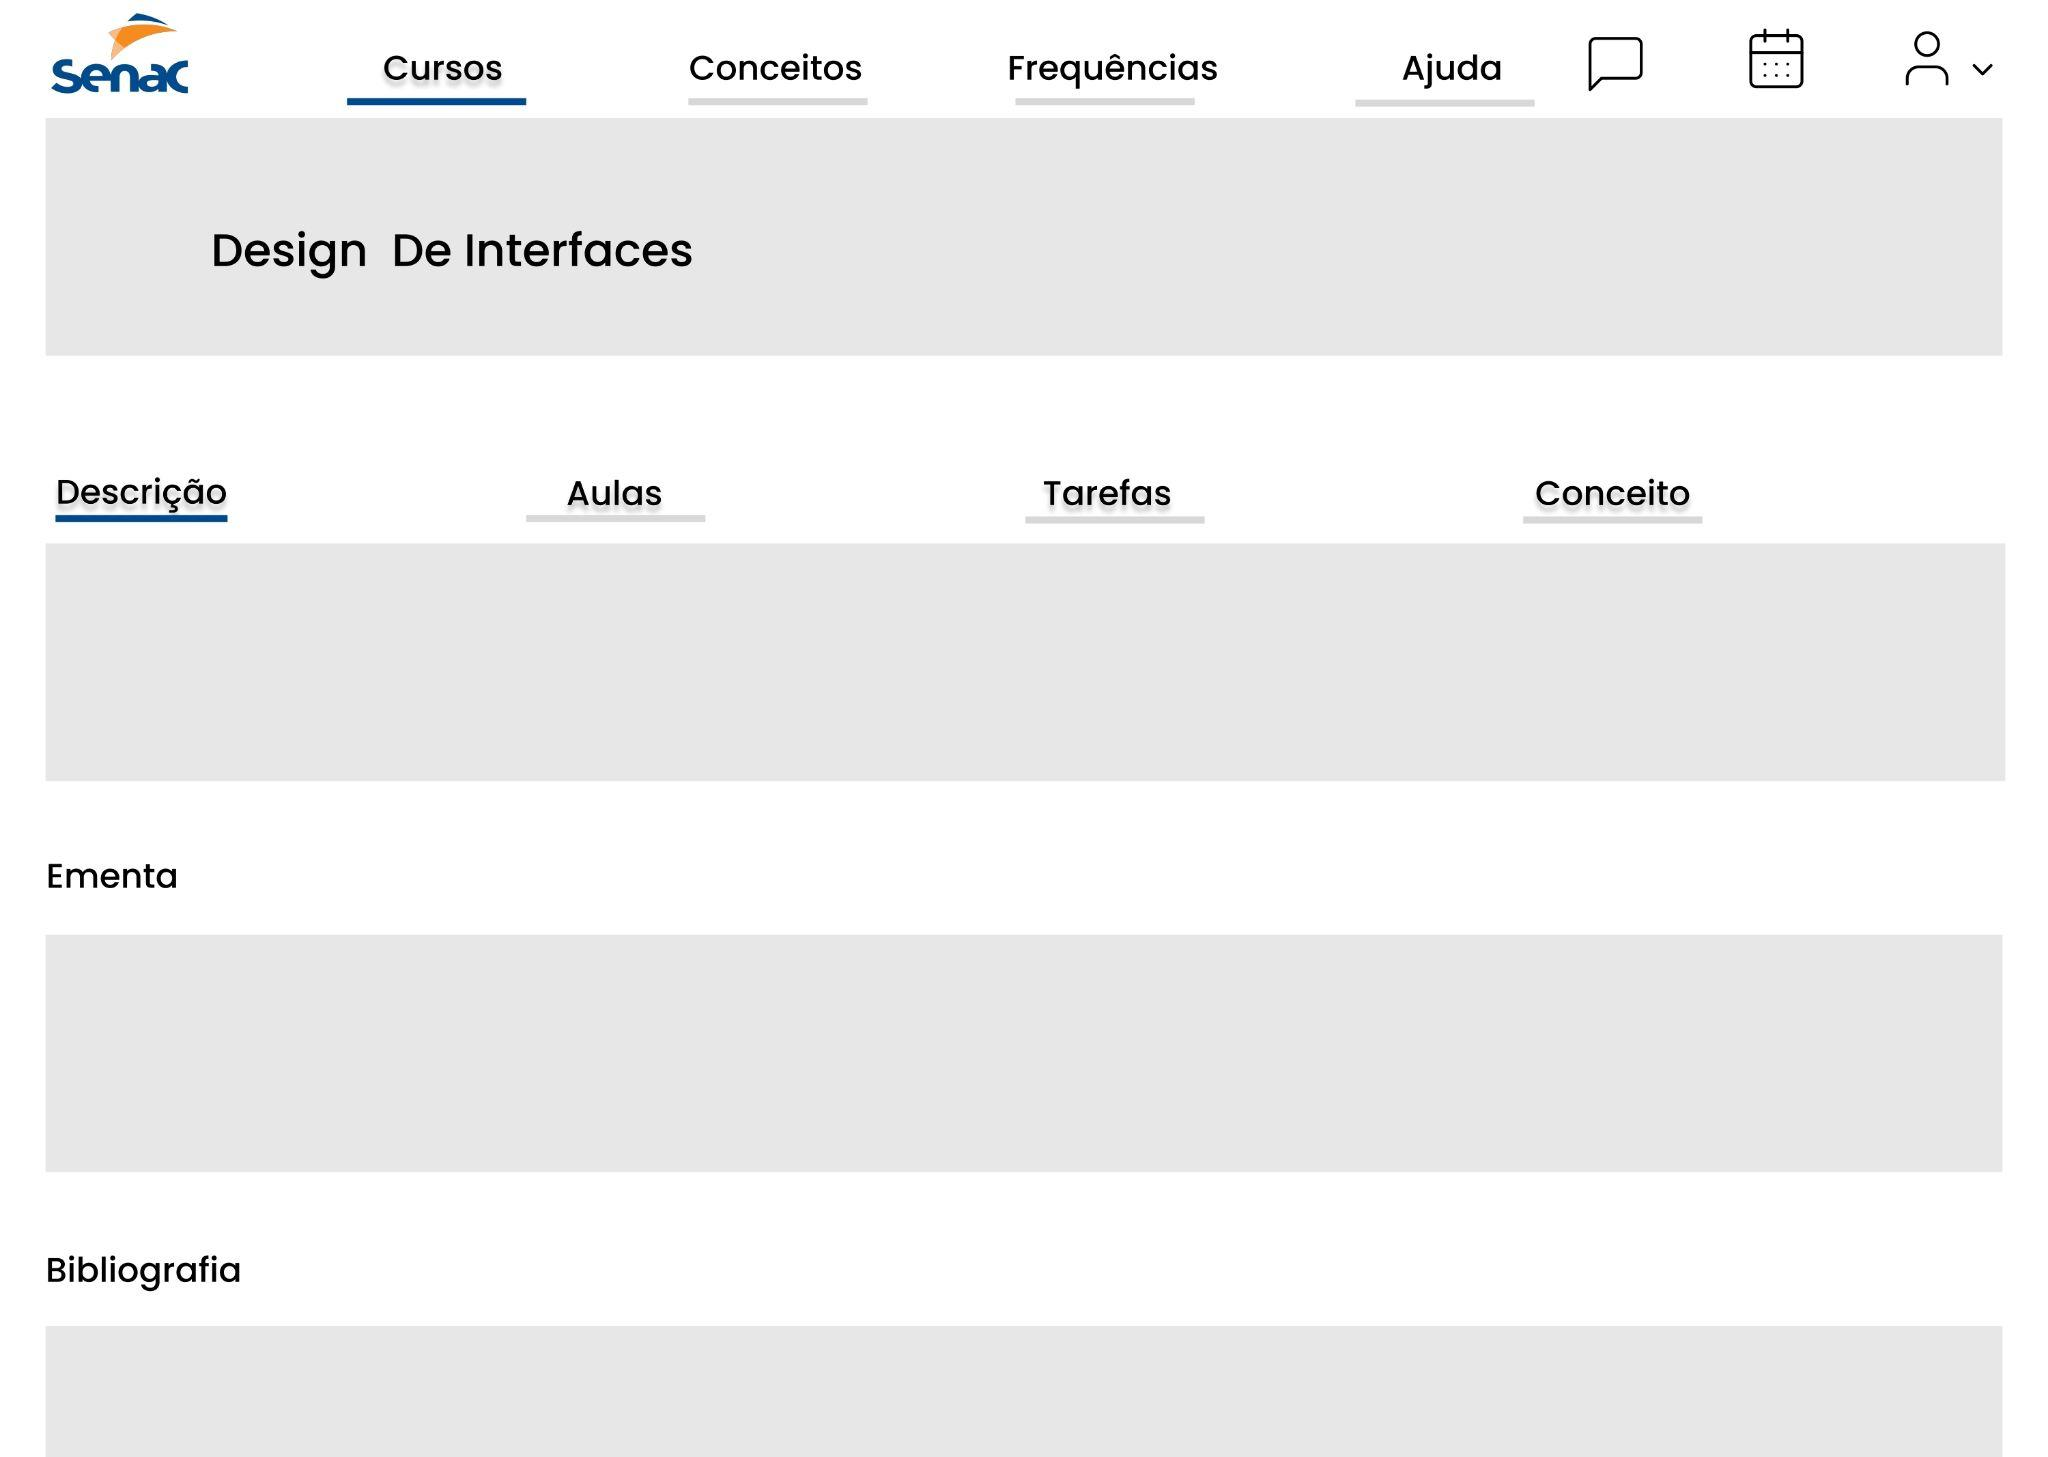 senac
Cursos Conceitos Frequências Ajuda
Design De Interfaces
Descrição Aulas Tarefas Conceito
Ementa
Bibliografia